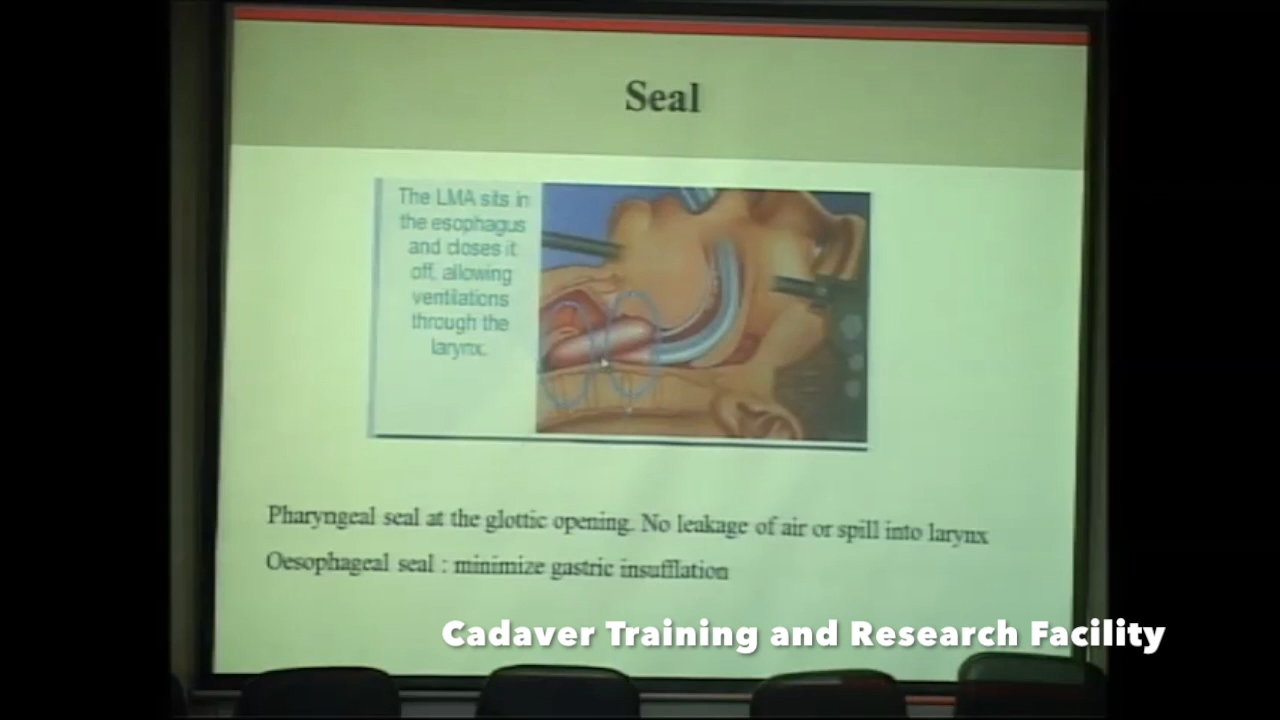 Seal
The LMA sits in
the esophagus
and closes it
off, allowing
ventilations
through the
larynx.
Pharyngeal seal at the glottic opening. No leakage of air or spill into larynx
Oesophageal seal : minimize gastric insufflation
Cadaver Training and Research Facility